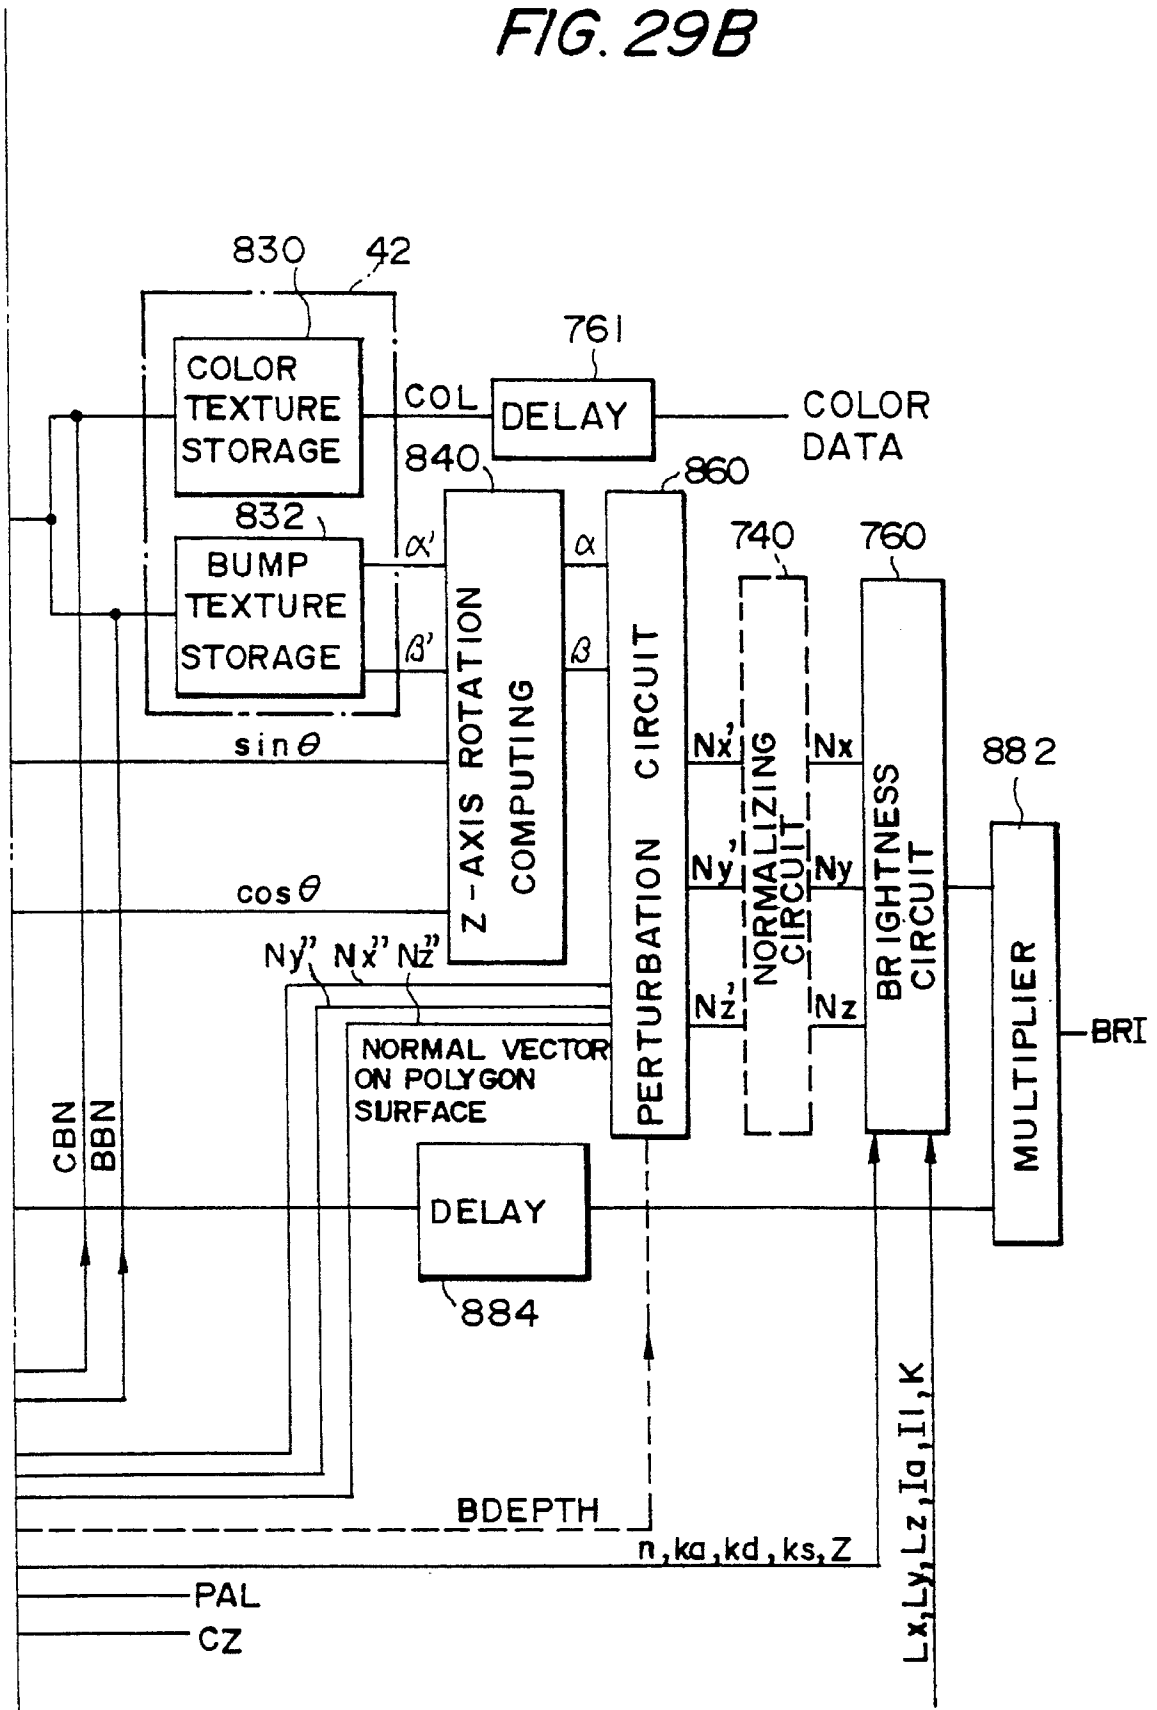 FIG. 29B
830
42
COLOR
TEXTURE
STORAGE
COL
761
DELAY
COLOR
DATA
832
BUMP
TEXTURE
STORAGE
α'
β'
840
Z-AXIS ROTATION
COMPUTING
α
β
860
PERTURBATION CIRCUIT
740
NORMALIZING
CIRCUIT
760
BRIGHTNESS
CIRCUIT
882
MULTIPLIER
BRI
sinθ
cosθ
Nx'
Ny'
Nz'
Nx
Ny
Nz
Ny" Nx" Nz"
NORMAL VECTOR
ON POLYGON
SURFACE
CBN
BBN
DELAY
884
BDEPTH
n,ka,kd,ks,Z
Lx,Ly,Lz,Ia,Il,K
PAL
CZ